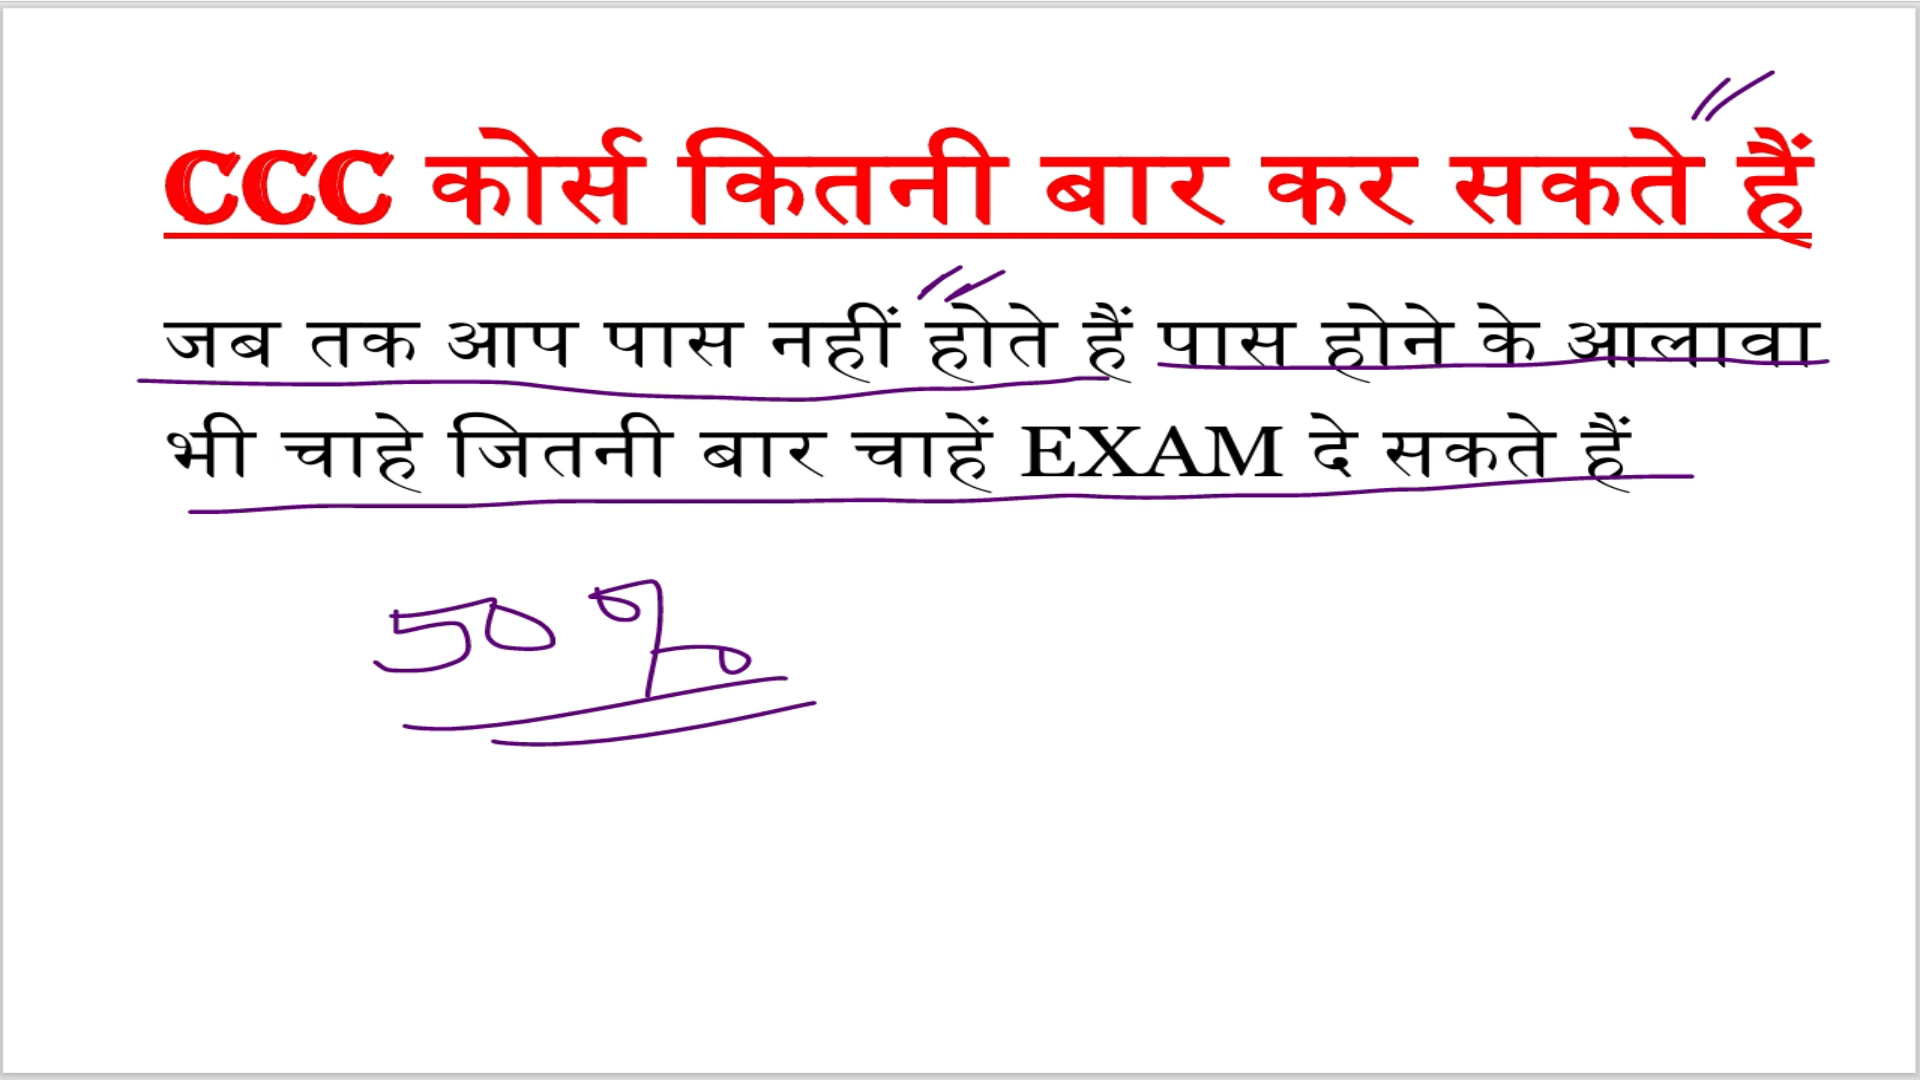 CCC कोर्स कितनी बार कर सकते हैं
जब तक आप पास नहीं होते हैं पास होने के आलावा
भी चाहे जितनी बार चाहें EXAM दे सकते हैं
50%